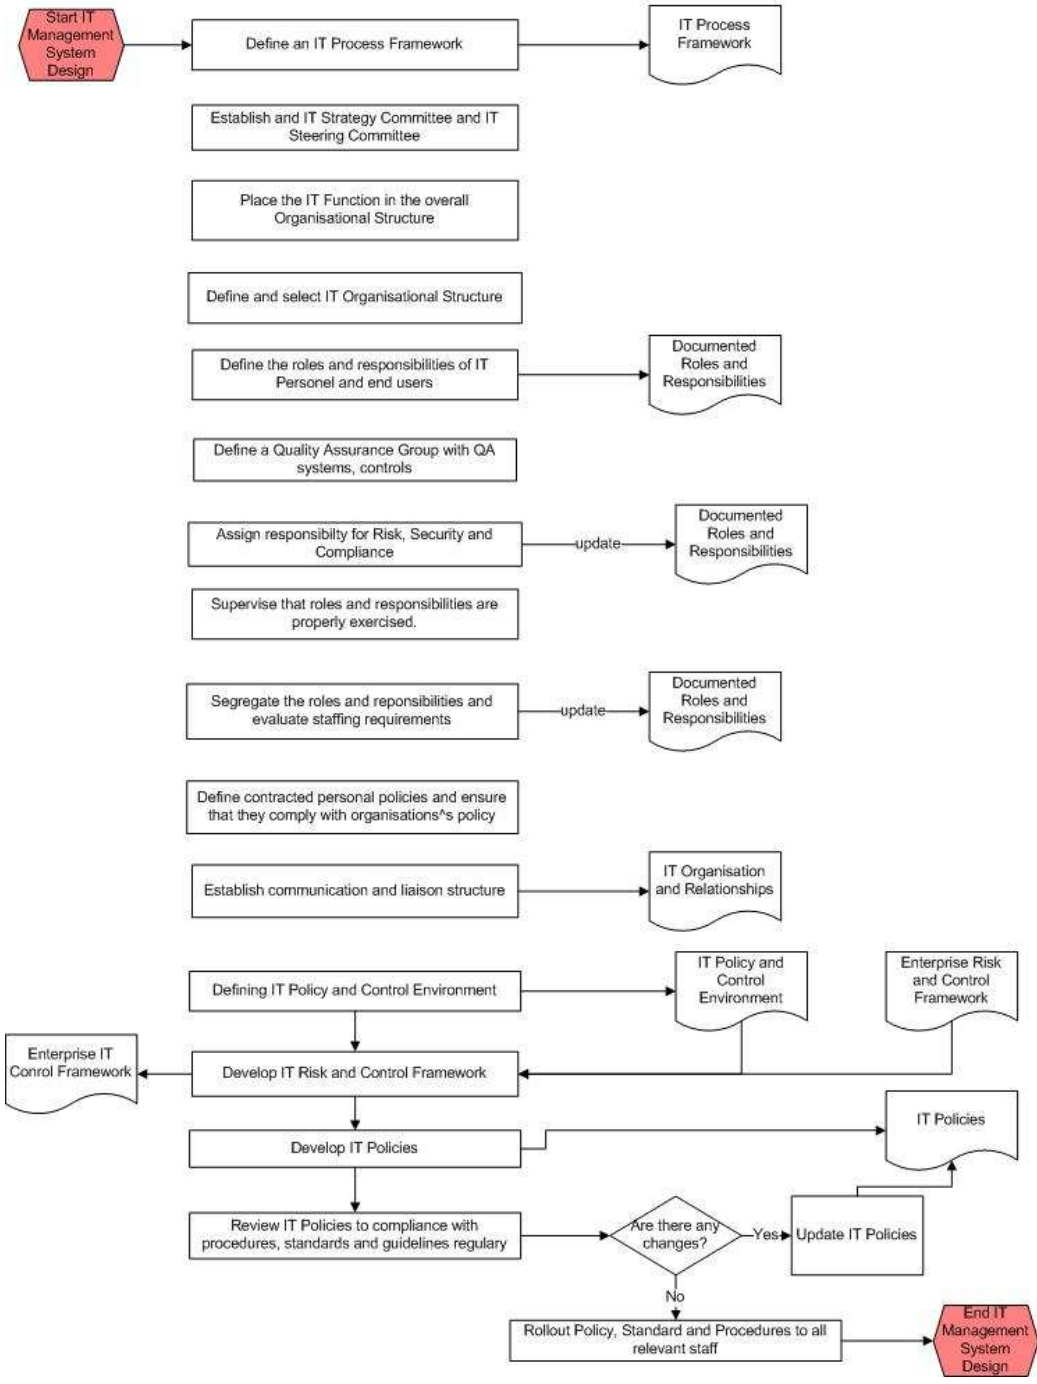 Start IT
Management
System
Design
Define an IT Process Framework
IT Process
Framework
Establish and IT Strategy Committee and IT
Steering Committee
Place the IT Function in the overall
Organisational Structure
Define and select IT Organisational Structure
Define the roles and responsibilities of IT
Personel and end users
Documented
Roles and
Responsibilities
Define a Quality Assurance Group with QA
systems, controls
Assign responsibilty for Risk, Security and
Compliance
update
Documented
Roles and
Responsibilities
Supervise that roles and responsibilities are
properly exercised.
Segregate the roles and reponsibilities and
evaluate staffing requirements
update
Documented
Roles and
Responsibilities
Define contracted personal policies and ensure
that they comply with organisations^s policy
Establish communication and liaison structure
IT Organisation
and Relationships
Defining IT Policy and Control Environment
IT Policy and
Control
Environment
Enterprise Risk
and Control
Framework
Enterprise IT
Conrol Framework
Develop IT Risk and Control Framework
Develop IT Policies
IT Policies
Review IT Policies to compliance with
procedures, standards and guidelines regulary
Are there any
changes?
Yes
Update IT Policies
No
Rollout Policy, Standard and Procedures to all
relevant staff
End IT
Management
System
Design